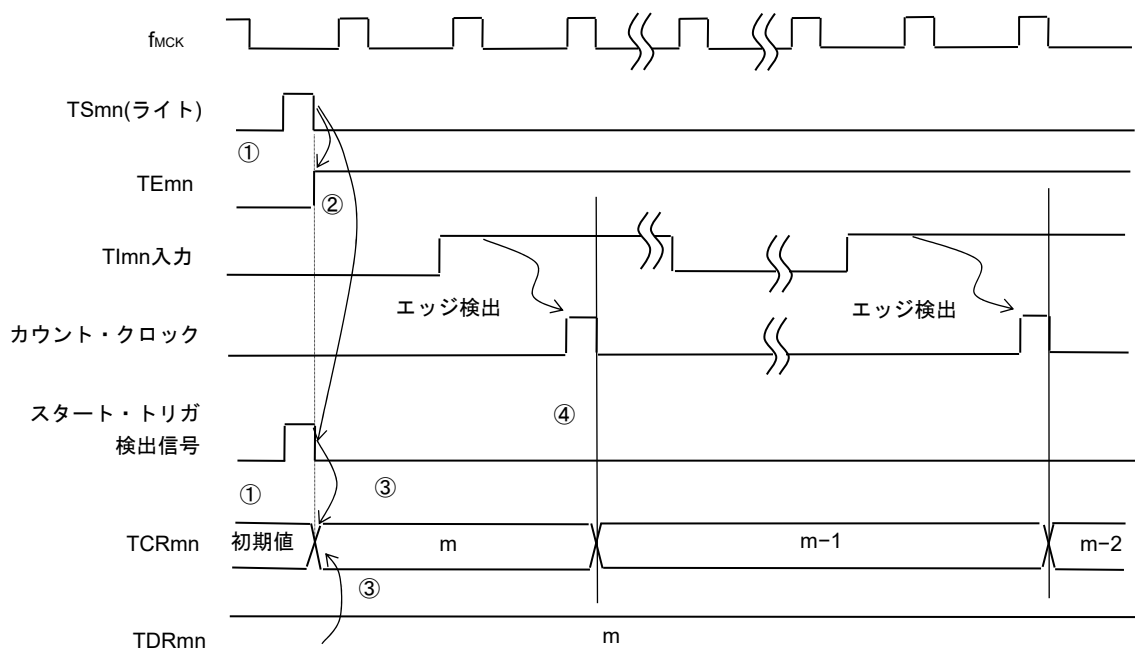 fMCK
TSmn(ライト)
①
TEmn
②
TImn入力
エッジ検出
エッジ検出
カウント・クロック
スタート・トリガ
検出信号
④
①
③
TCRmn
初期値
m
m−1
m−2
③
TDRmn
m